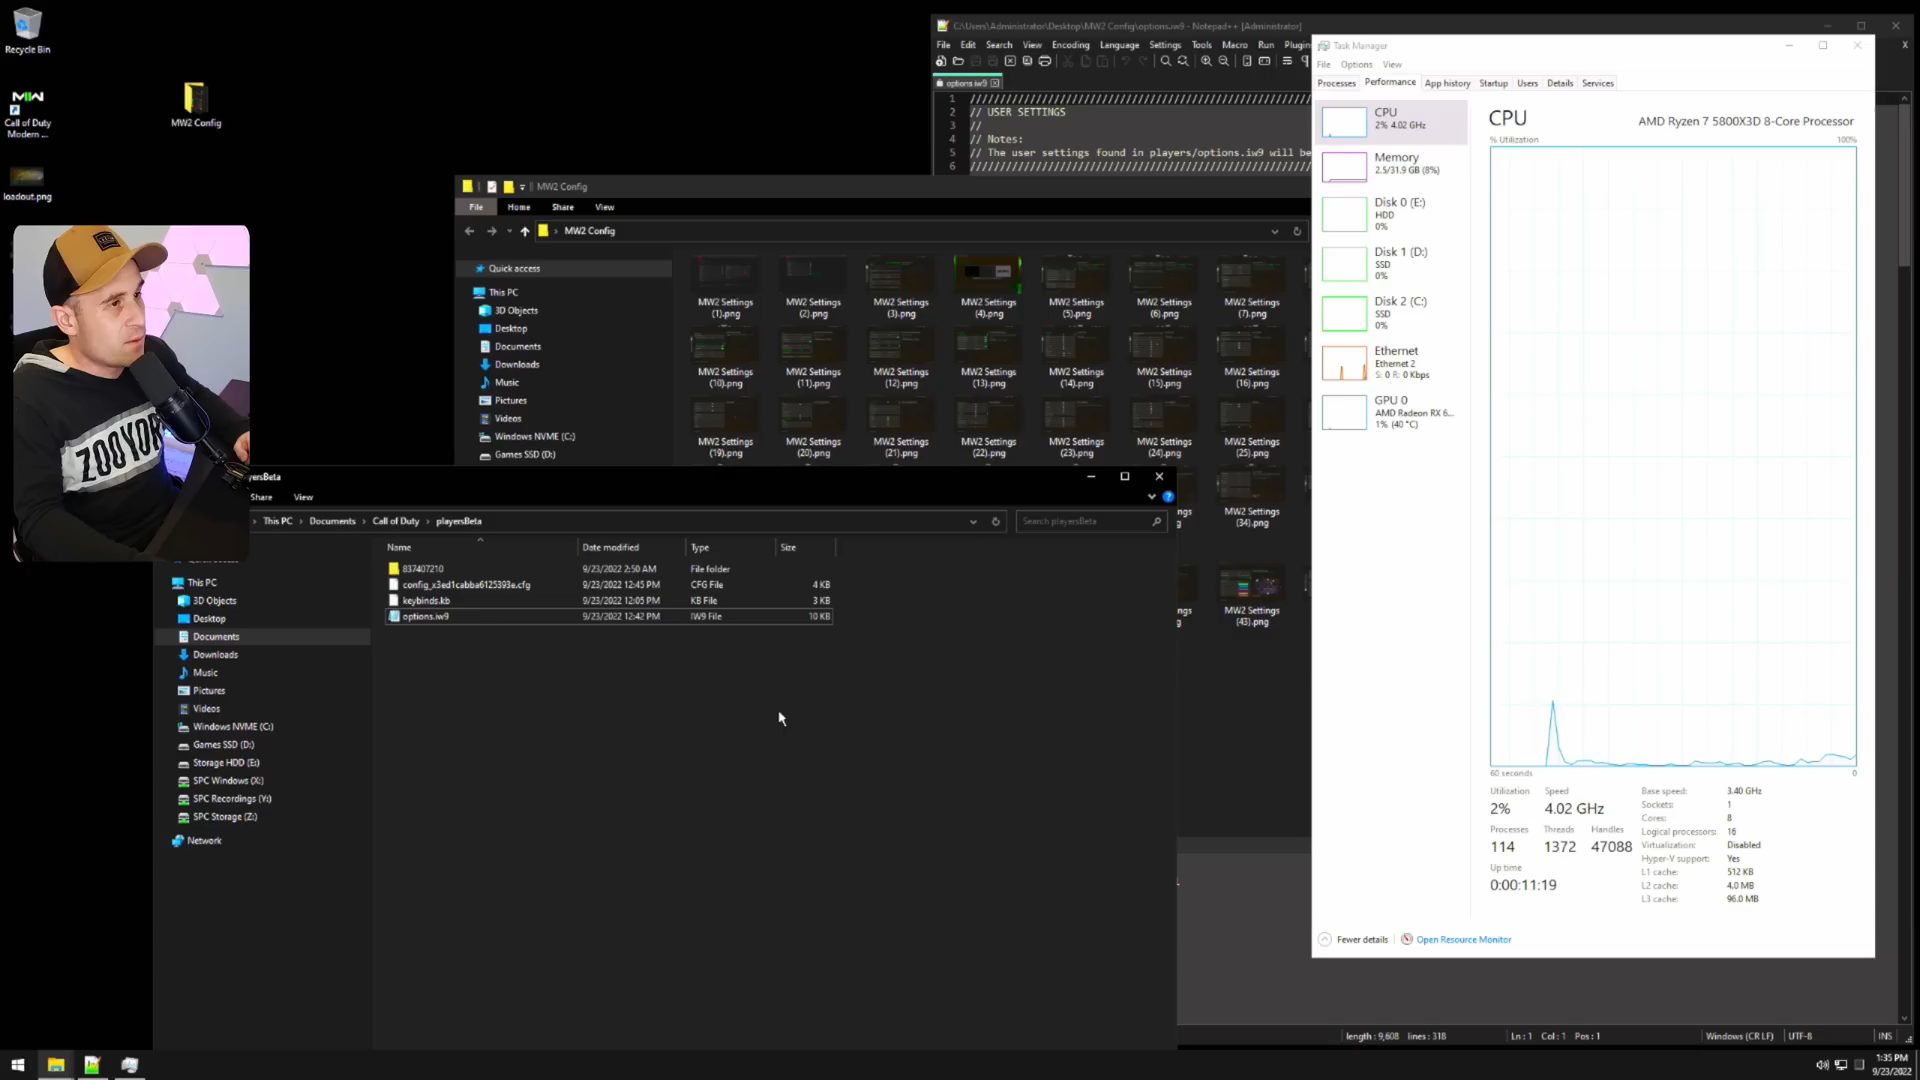 Recycle Bin
Call of Duty
Modern ...
loadout.png
MW2 Config
ZOOYORK
C:\Users\Administrator\Desktop\MW2 Config\options.iw9 - Notepad++ [Administrator]
File Edit Search View Encoding Language Settings Tools Macro Run Plugin
options.iw9
1 ////////////////////////////////////////////
2 // USER SETTINGS
3 //
4 // Notes:
5 // The user settings found in players/options.iw9 will be
6 ////////////////////////////////////////////
MW2 Config
File Home Share View
MW2 Config
Quick access
This PC
3D Objects
Desktop
Documents
Downloads
Music
Pictures
Videos
Windows NVME (C:)
Games SSD (D:)
MW2 Settings (1).png
MW2 Settings (2).png
MW2 Settings (3).png
MW2 Settings (4).png
MW2 Settings (5).png
MW2 Settings (6).png
MW2 Settings (7).png
MW2 Settings (10).png
MW2 Settings (11).png
MW2 Settings (12).png
MW2 Settings (13).png
MW2 Settings (14).png
MW2 Settings (15).png
MW2 Settings (16).png
MW2 Settings (19).png
MW2 Settings (20).png
MW2 Settings (21).png
MW2 Settings (22).png
MW2 Settings (23).png
MW2 Settings (24).png
MW2 Settings (25).png
MW2 Settings (34).png
MW2 Settings (43).png
yersBeta
Share View
This PC > Documents > Call of Duty > playersBeta
Search playersBeta
Name Date modified Type Size
837407210 9/23/2022 2:50 AM File folder
config_x3ed1cabba6125393e.cfg 9/23/2022 12:45 PM CFG File 4 KB
keybinds.kb 9/23/2022 12:05 PM KB File 3 KB
options.iw9 9/23/2022 12:42 PM IW9 File 10 KB
This PC
3D Objects
Desktop
Documents
Downloads
Music
Pictures
Videos
Windows NVME (C:)
Games SSD (D:)
Storage HDD (E:)
SPC Windows (X:)
SPC Recordings (Y:)
SPC Storage (Z:)
Network
Task Manager
File Options View
Processes Performance App history Startup Users Details Services
CPU
2% 4.02 GHz
Memory
2.5/31.9 GB (8%)
Disk 0 (E:)
HDD
0%
Disk 1 (D:)
SSD
0%
Disk 2 (C:)
SSD
0%
Ethernet
Ethernet 2
S: 0 R: 0 Kbps
GPU 0
AMD Radeon RX 6...
1% (40 °C)
CPU AMD Ryzen 7 5800X3D 8-Core Processor
% Utilization 100%
60 seconds 0
Utilization Speed
2% 4.02 GHz
Processes Threads Handles
114 1372 47088
Up time
0:00:11:19
Base speed: 3.40 GHz
Sockets: 1
Cores: 8
Logical processors: 16
Virtualization: Disabled
Hyper-V support: Yes
L1 cache: 512 KB
L2 cache: 4.0 MB
L3 cache: 96.0 MB
Fewer details Open Resource Monitor
length : 9,608 lines : 318 Ln : 1 Col : 1 Pos : 1 Windows (CR LF) UTF-8 INS
1:35 PM
9/23/2022